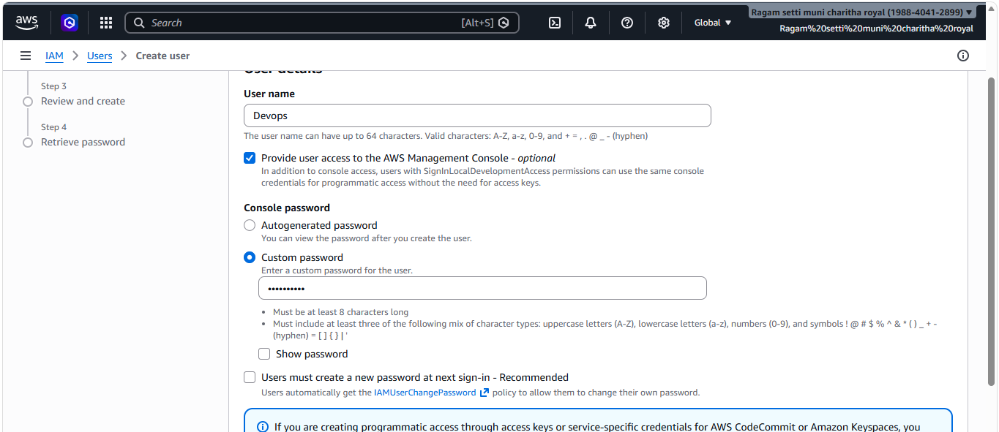 aws
Search
[Alt+S]
Global
Ragam setti muni charitha royal (1988-4041-2899)
Ragam%20setti%20muni%20charitha%20royal
IAM
Users
Create user
Step 3
Review and create
Step 4
Retrieve password
User details
User name
Devops
The user name can have up to 64 characters. Valid characters: A-Z, a-z, 0-9, and + = , . @ _ - (hyphen)
Provide user access to the AWS Management Console - optional
In addition to console access, users with SignInLocalDevelopmentAccess permissions can use the same console
credentials for programmatic access without the need for access keys.
Console password
Autogenerated password
You can view the password after you create the user.
Custom password
Enter a custom password for the user.
••••••••••
Must be at least 8 characters long
Must include at least three of the following mix of character types: uppercase letters (A-Z), lowercase letters (a-z), numbers (0-9), and symbols ! @ # $ % ^ & * ( ) _ + -
(hyphen) = [ ] { } | '
Show password
Users must create a new password at next sign-in - Recommended
Users automatically get the IAMUserChangePassword policy to allow them to change their own password.
If you are creating programmatic access through access keys or service-specific credentials for AWS CodeCommit or Amazon Keyspaces, you